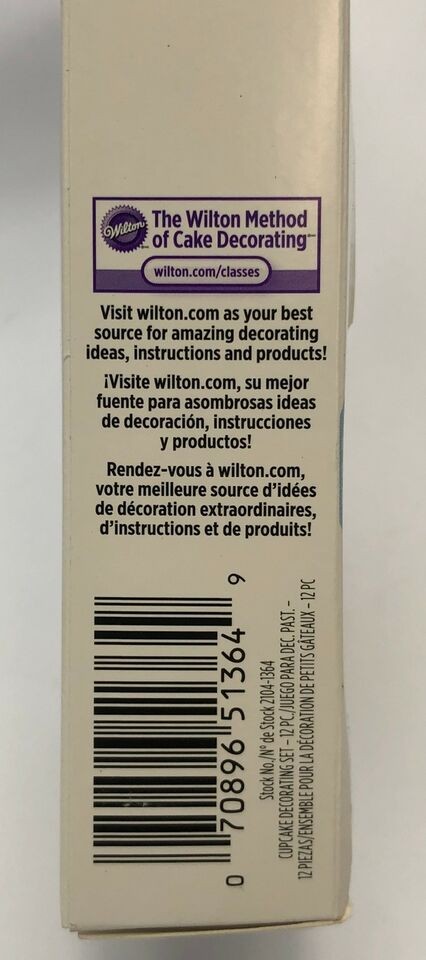 Wilton
The Wilton Method
of Cake Decorating™
wilton.com/classes
Visit wilton.com as your best
source for amazing decorating
ideas, instructions and products!
¡Visite wilton.com, su mejor
fuente para asombrosas ideas
de decoración, instrucciones
y productos!
Rendez-vous à wilton.com,
votre meilleure source d'idées
de décoration extraordinaires,
d'instructions et de produits!
0 70896 51364 9
Stock No./Nº de Stock 2104-1364
CUPCAKE DECORATING SET – 12 PC/JUEGO PARA DEC. PAST. –
12 PIEZAS/ENSEMBLE POUR LA DÉCORATION DE PETITS GÂTEAUX – 12 PC